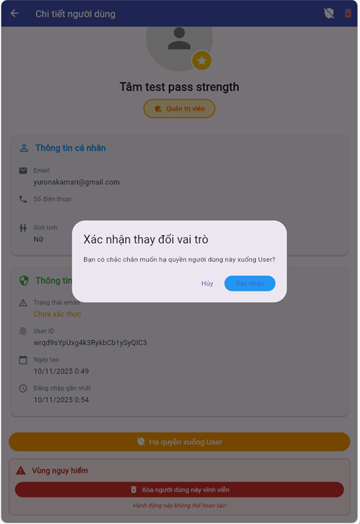 Chi tiết người dùng
Tâm test pass strength
Quản trị viên
Thông tin cá nhân
Email
yuronakamari@gmail.com
Số điện thoại
Giới tính
Nữ
Xác nhận thay đổi vai trò
Bạn có chắc chắn muốn hạ quyền người dùng này xuống User?
Hủy
Xác nhận
Thông tin
Trạng thái email
Chưa xác thực
User ID
wrqd9sYpUxg4k3RykbCb1ySyQIC3
Ngày tạo
10/11/2025 0:49
Đăng nhập gần nhất
10/11/2025 0:54
Hạ quyền xuống User
Vùng nguy hiểm
Xóa người dùng này vĩnh viễn
Hành động này không thể hoàn tác!